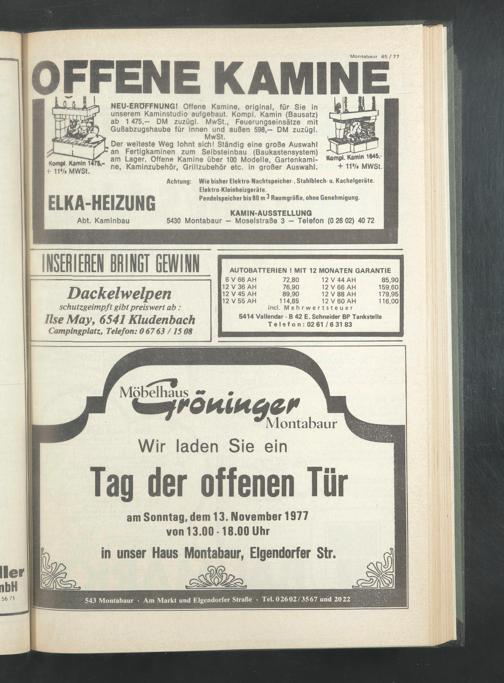 Montabaur 45/77
OFFENE KAMINE
NEU-ERÖFFNUNG! Offene Kamine, original, für Sie in
unserem Kaminstudio aufgebaut. Kompl. Kamin (Bausatz)
ab 1 475,— DM zuzügl. MwSt., Feuerungseinsätze mit
Gußabzugshaube für innen und außen 598,— DM zuzügl.
MwSt.
Der weiteste Weg lohnt sich! Ständig eine große Auswahl
an Fertigkaminen zum Selbsteinbau (Baukastensystem)
am Lager. Offene Kamine über 100 Modelle, Gartenkami-
ne, Kaminzubehör, Grillzubehör etc. in großer Auswahl.
Kompl. Kamin 1475,—
+ 11% MWSt.
Kompl. Kamin 1645,-
+ 11% MWSt.
Achtung: Wie bisher Elektro-Nachtspeicher, Stahlblech- u. Kachelgeräte.
Elektro-Kleinheizgeräte.
Pendelspeicher bis 80 m3 Raumgröße, ohne Genehmigung.
ELKA-HEIZUNG
Abt. Kaminbau
KAMIN-AUSSTELLUNG
5430 Montabaur — Moselstraße 3 — Telefon (0 26 02) 40 72
INSERIEREN BRINGT GEWINN
Dackelwelpen
schutzgeimpft gibt preiswert ab :
Ilse May, 6541 Kludenbach
Campingplatz, Telefon: 0 67 63 / 15 08
AUTOBATTERIEN ! MIT 12 MONATEN GARANTIE
6 V 66 AH 72,80 12 V 44 AH 85,90
12 V 36 AH 76,90 12 V 66 AH 159,60
12 V 45 AH 89,90 12 V 88 AH 179,95
12 V 55 AH 114,65 12 V 60 AH 116,00
incl. Mehrwertsteuer
5414 Vallendar - B 42 E. Schneider BP Tankstelle
Telefon: 02 61 / 6 31 83
Möbelhaus
Gröninger
Montabaur
Wir laden Sie ein
Tag der offenen Tür
am Sonntag, dem 13. November 1977
von 13.00 - 18.00 Uhr
in unser Haus Montabaur, Elgendorfer Str.
543 Montabaur · Am Markt und Elgendorfer Straße · Tel. 0 26 02 / 35 67 und 20 22
ller
mbH
56 71